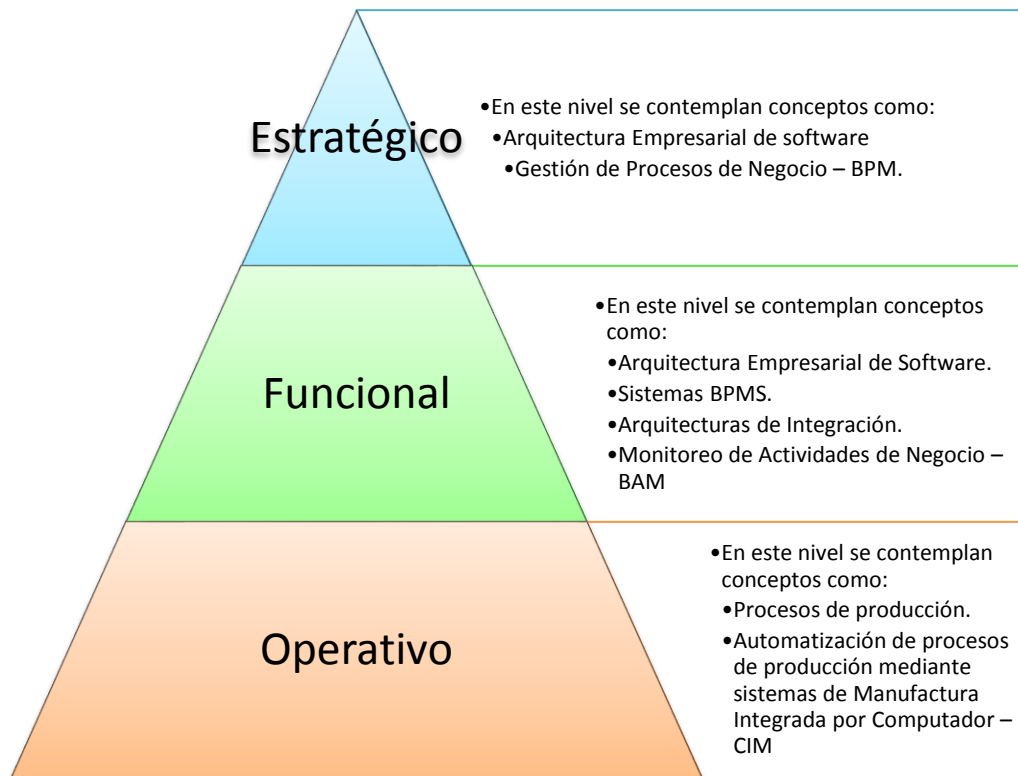 Estratégico
•En este nivel se contemplan conceptos como:
•Arquitectura Empresarial de software
•Gestión de Procesos de Negocio – BPM.
Funcional
•En este nivel se contemplan conceptos
como:
•Arquitectura Empresarial de Software.
•Sistemas BPMS.
•Arquitecturas de Integración.
•Monitoreo de Actividades de Negocio –
BAM
Operativo
•En este nivel se contemplan
conceptos como:
•Procesos de producción.
•Automatización de procesos
de producción mediante
sistemas de Manufactura
Integrada por Computador –
CIM